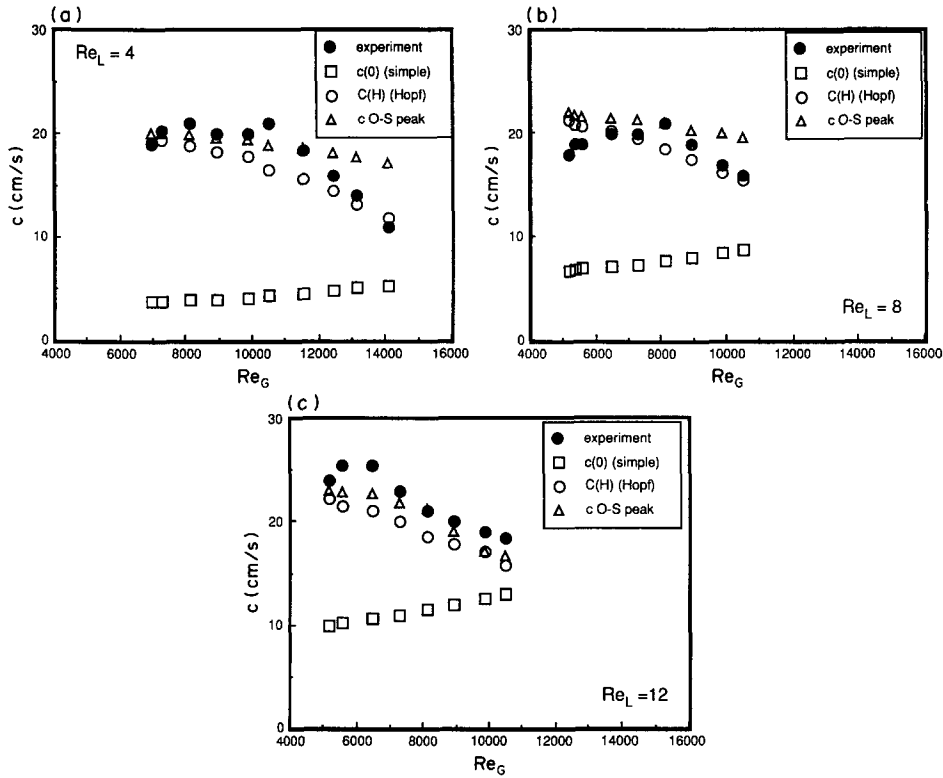 (a)
30
20
10
0
c (cm/s)
Re_L = 4
experiment
c(0) (simple)
C(H) (Hopf)
c O-S peak
4000 6000 8000 10000 12000 14000 16000
Re_G
(b)
30
20
10
0
c (cm/s)
experiment
c(0) (simple)
C(H) (Hopf)
c O-S peak
Re_L = 8
4000 6000 8000 10000 12000 14000 16000
Re_G
(c)
30
20
10
0
c (cm/s)
experiment
c(0) (simple)
C(H) (Hopf)
c O-S peak
Re_L =12
4000 6000 8000 10000 12000 14000 16000
Re_G